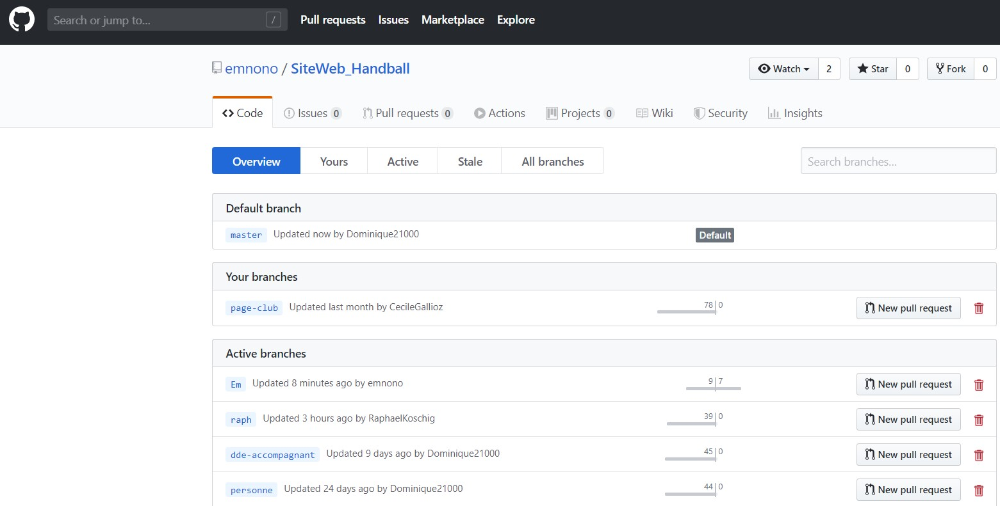 Search or jump to... / Pull requests Issues Marketplace Explore
emnono / SiteWeb_Handball Watch 2 Star 0 Fork 0
Code Issues 0 Pull requests 0 Actions Projects 0 Wiki Security Insights
Overview Yours Active Stale All branches Search branches...
Default branch
master Updated now by Dominique21000 Default
Your branches
page-club Updated last month by CecileGallioz 78 0 New pull request
Active branches
Em Updated 8 minutes ago by emnono 9 7 New pull request
raph Updated 3 hours ago by RaphaelKoschig 39 0 New pull request
dde-accompagnant Updated 9 days ago by Dominique21000 45 0 New pull request
personne Updated 24 days ago by Dominique21000 44 0 New pull request